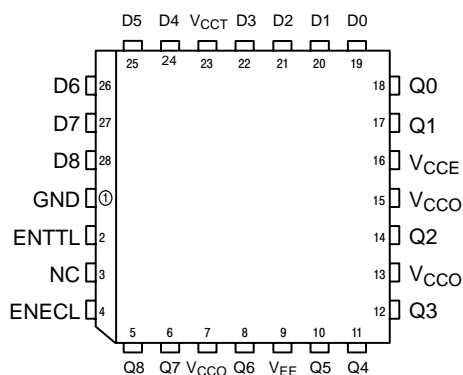 D5 D4 VCCT D3 D2 D1 D0
25 24 23 22 21 20 19
D6 26 18 Q0
D7 27 17 Q1
D8 28 16 VCCE
GND 1 15 VCCO
ENTTL 2 14 Q2
NC 3 13 VCCO
ENECL 4 12 Q3
5 6 7 8 9 10 11
Q8 Q7 VCCO Q6 VEE Q5 Q4